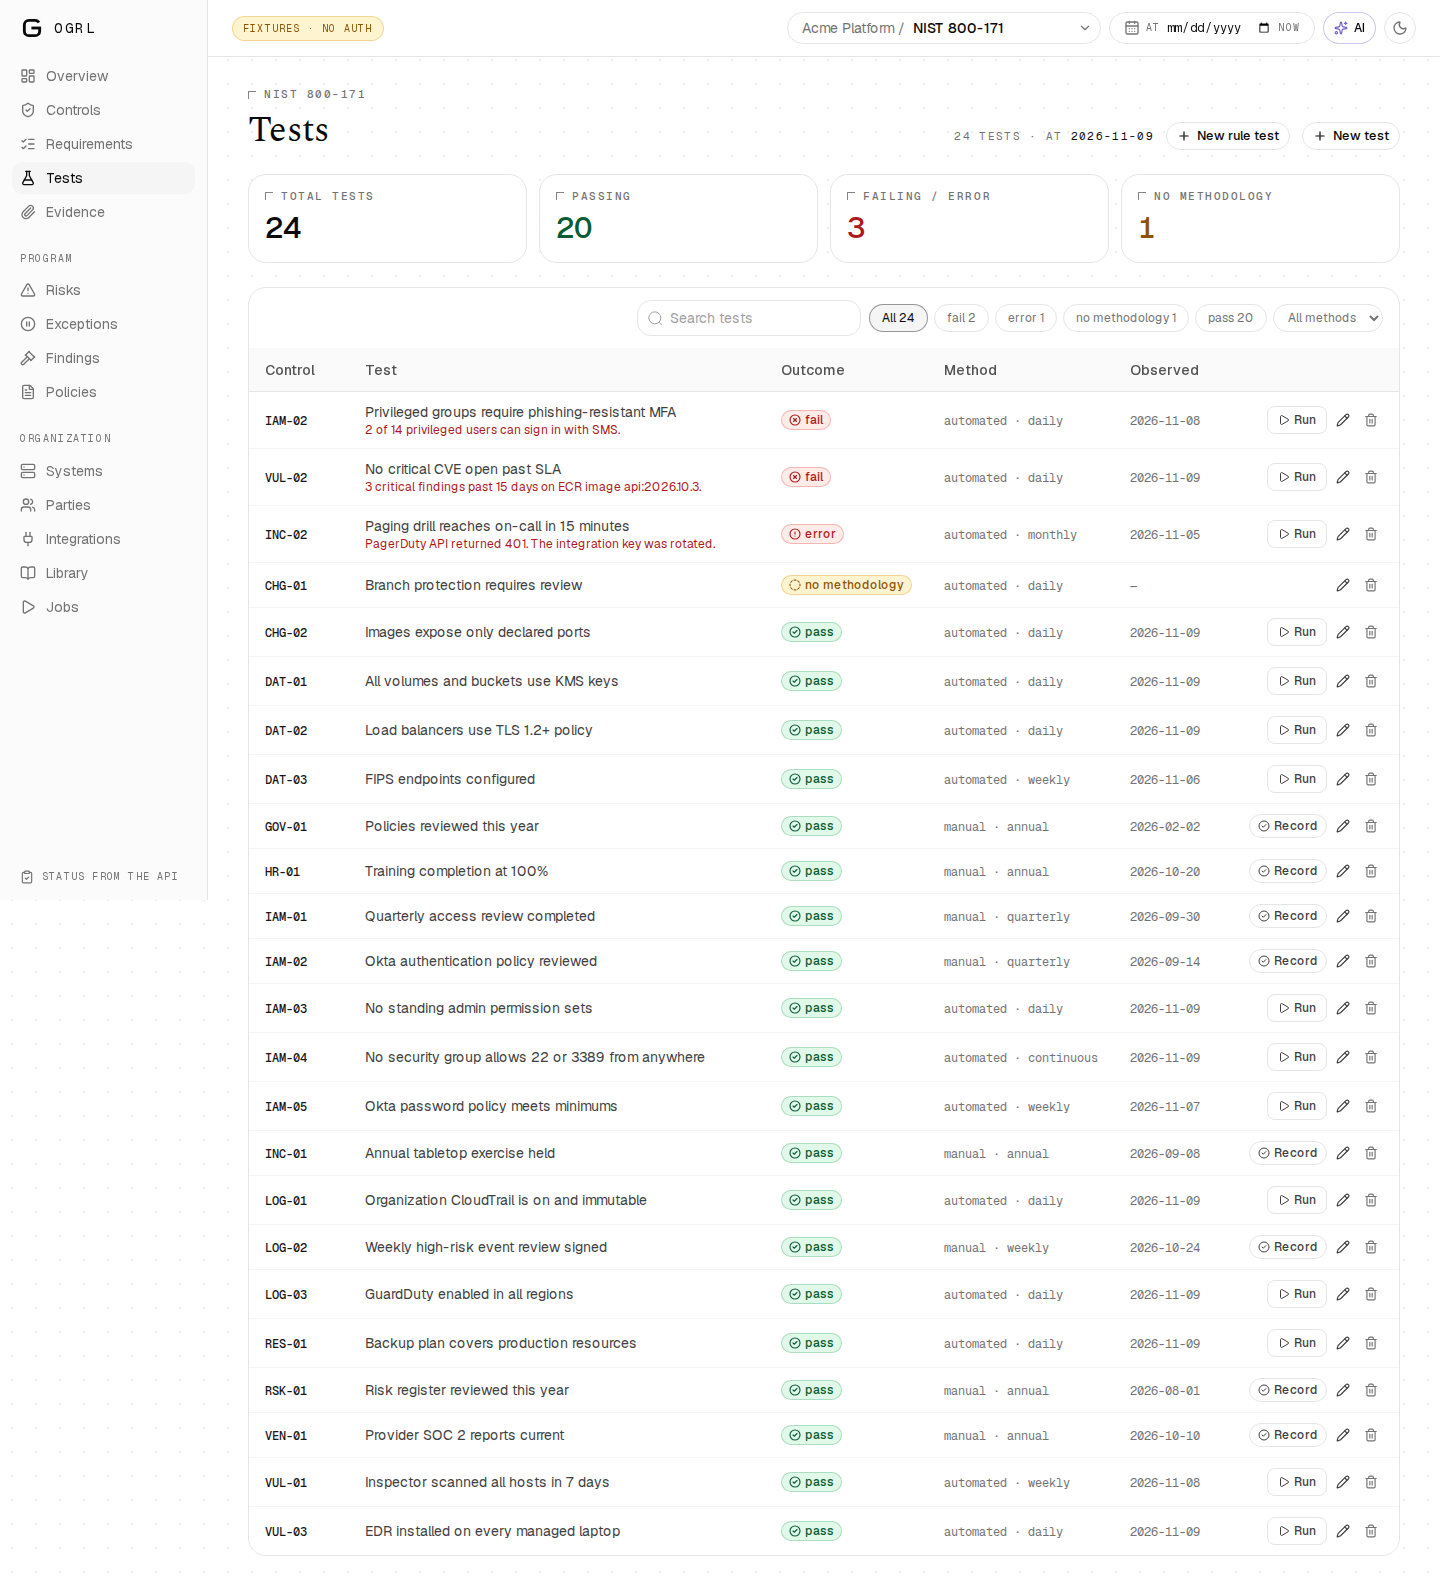 OGRL
FIXTURES · NO AUTH
Acme Platform / NIST 800-171
AT mm/dd/yyyy NOW
AI
Overview
Controls
Requirements
Tests
Evidence
PROGRAM
Risks
Exceptions
Findings
Policies
ORGANIZATION
Systems
Parties
Integrations
Library
Jobs
STATUS FROM THE API
NIST 800-171
Tests
24 TESTS · AT 2026-11-09
New rule test
New test
TOTAL TESTS
24
PASSING
20
FAILING / ERROR
3
NO METHODOLOGY
1
Search tests
All 24
fail 2
error 1
no methodology 1
pass 20
All methods
Control Test Outcome Method Observed
IAM-02 Privileged groups require phishing-resistant MFA fail automated · daily 2026-11-08 Run
2 of 14 privileged users can sign in with SMS.
VUL-02 No critical CVE open past SLA fail automated · daily 2026-11-09 Run
3 critical findings past 15 days on ECR image api:2026.10.3.
INC-02 Paging drill reaches on-call in 15 minutes error automated · monthly 2026-11-05 Run
PagerDuty API returned 401. The integration key was rotated.
CHG-01 Branch protection requires review no methodology automated · daily —
CHG-02 Images expose only declared ports pass automated · daily 2026-11-09 Run
DAT-01 All volumes and buckets use KMS keys pass automated · daily 2026-11-09 Run
DAT-02 Load balancers use TLS 1.2+ policy pass automated · daily 2026-11-09 Run
DAT-03 FIPS endpoints configured pass automated · weekly 2026-11-06 Run
GOV-01 Policies reviewed this year pass manual · annual 2026-02-02 Record
HR-01 Training completion at 100% pass manual · annual 2026-10-20 Record
IAM-01 Quarterly access review completed pass manual · quarterly 2026-09-30 Record
IAM-02 Okta authentication policy reviewed pass manual · quarterly 2026-09-14 Record
IAM-03 No standing admin permission sets pass automated · daily 2026-11-09 Run
IAM-04 No security group allows 22 or 3389 from anywhere pass automated · continuous 2026-11-09 Run
IAM-05 Okta password policy meets minimums pass automated · weekly 2026-11-07 Run
INC-01 Annual tabletop exercise held pass manual · annual 2026-09-08 Record
LOG-01 Organization CloudTrail is on and immutable pass automated · daily 2026-11-09 Run
LOG-02 Weekly high-risk event review signed pass manual · weekly 2026-10-24 Record
LOG-03 GuardDuty enabled in all regions pass automated · daily 2026-11-09 Run
RES-01 Backup plan covers production resources pass automated · daily 2026-11-09 Run
RSK-01 Risk register reviewed this year pass manual · annual 2026-08-01 Record
VEN-01 Provider SOC 2 reports current pass manual · annual 2026-10-10 Record
VUL-01 Inspector scanned all hosts in 7 days pass automated · weekly 2026-11-08 Run
VUL-03 EDR installed on every managed laptop pass automated · daily 2026-11-09 Run